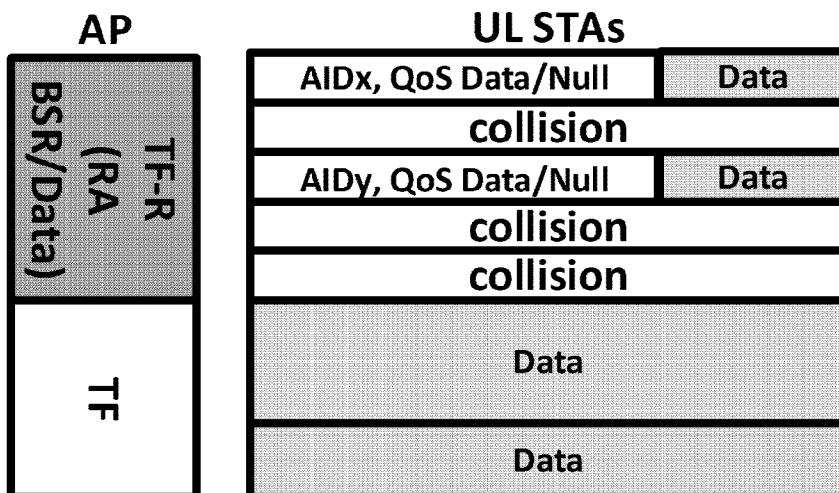 AP
UL STAs
TF-R
(RA
BSR/Data)
TF
AIDx, QoS Data/Null
Data
collision
AIDy, QoS Data/Null
Data
collision
collision
Data
Data